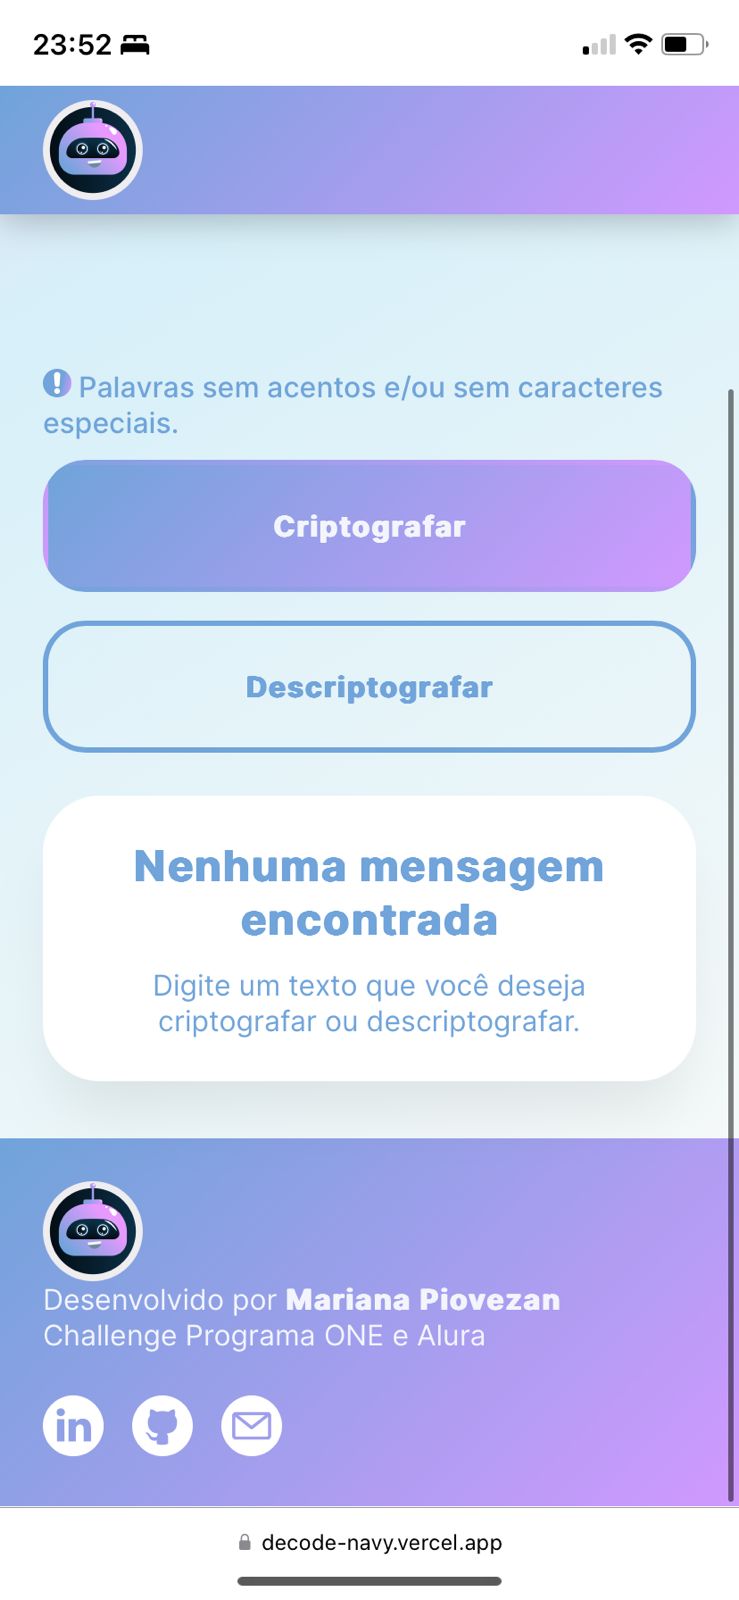 23:52
Palavras sem acentos e/ou sem caracteres
especiais.
Criptografar
Descriptografar
Nenhuma mensagem
encontrada
Digite um texto que você deseja
criptografar ou descriptografar.
Desenvolvido por Mariana Piovezan
Challenge Programa ONE e Alura
in
decode-navy.vercel.app